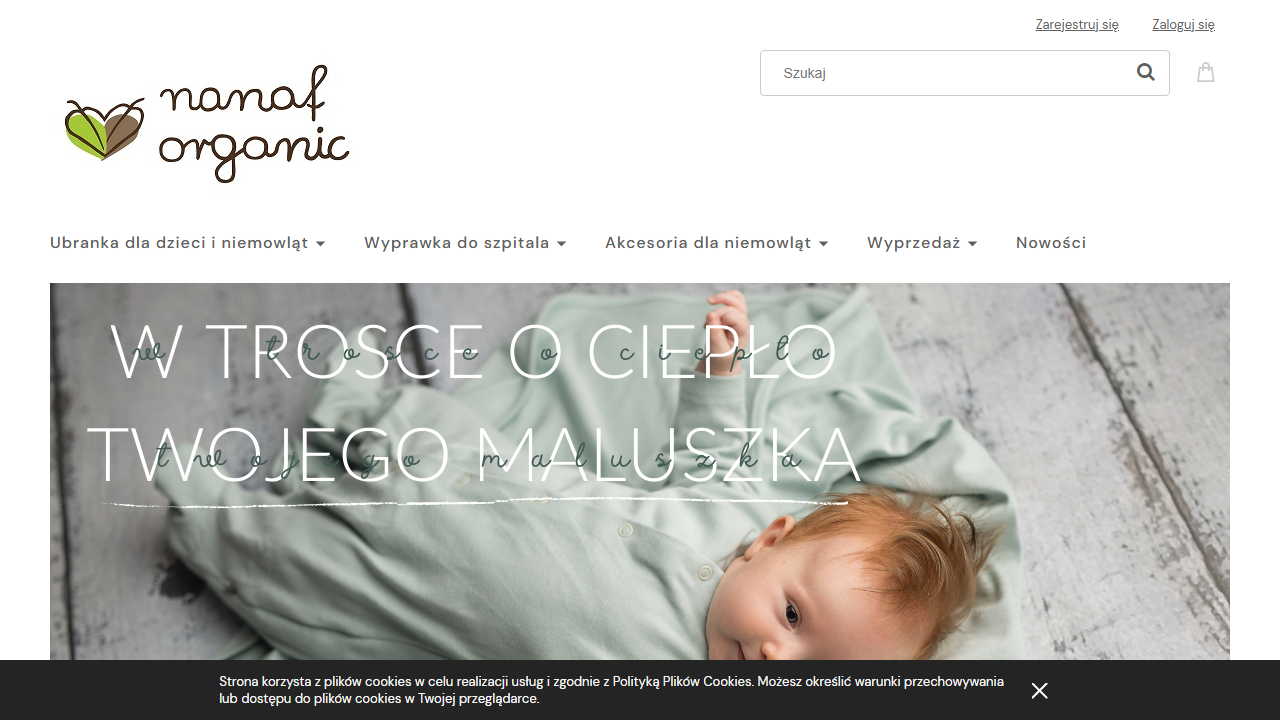 Zarejestruj się
Zaloguj się
Szukaj
nanaf
organic
Ubranka dla dzieci i niemowląt
Wyprawka do szpitala
Akcesoria dla niemowląt
Wyprzedaż
Nowości
W TROSCE O CIEPŁO
w trosce o ciepło
TWOJEGO MALUSZKA
twojego maluszka
Strona korzysta z plików cookies w celu realizacji usług i zgodnie z Polityką Plików Cookies. Możesz określić warunki przechowywania
lub dostępu do plików cookies w Twojej przeglądarce.